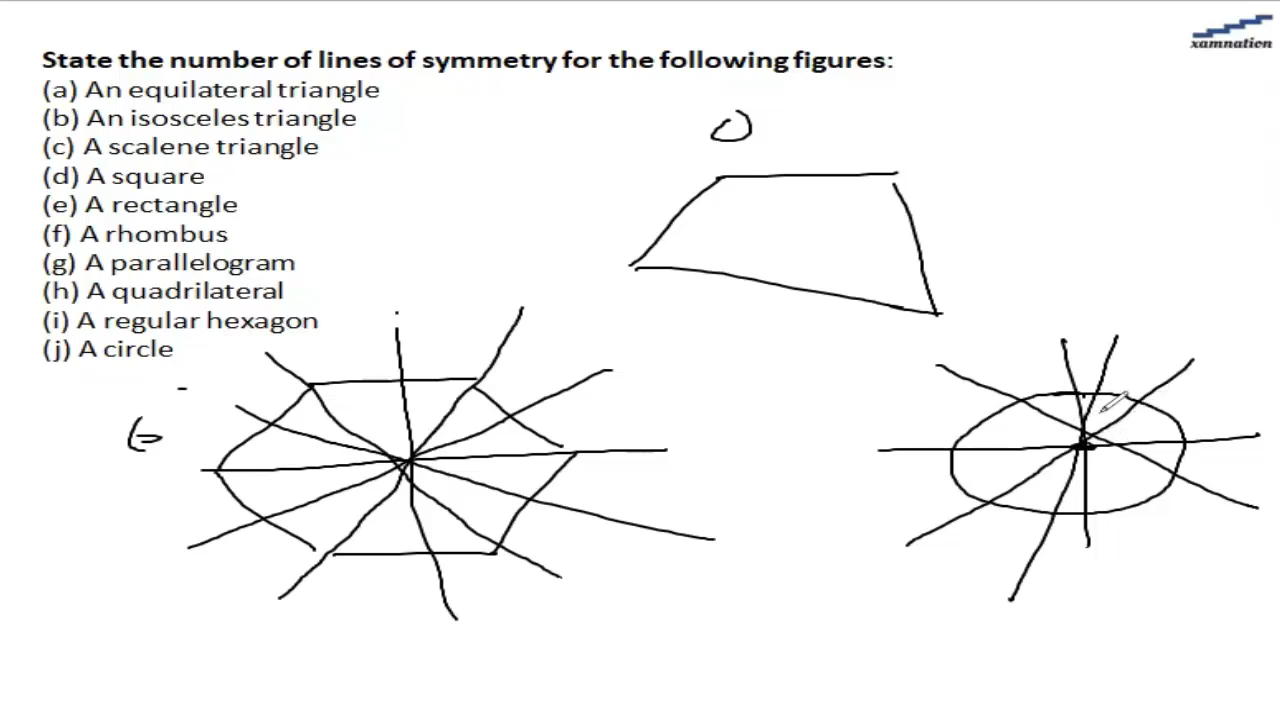 xamnation
State the number of lines of symmetry for the following figures:
(a) An equilateral triangle
(b) An isosceles triangle
(c) A scalene triangle
(d) A square
(e) A rectangle
(f) A rhombus
(g) A parallelogram
(h) A quadrilateral
(i) A regular hexagon
(j) A circle
0
6